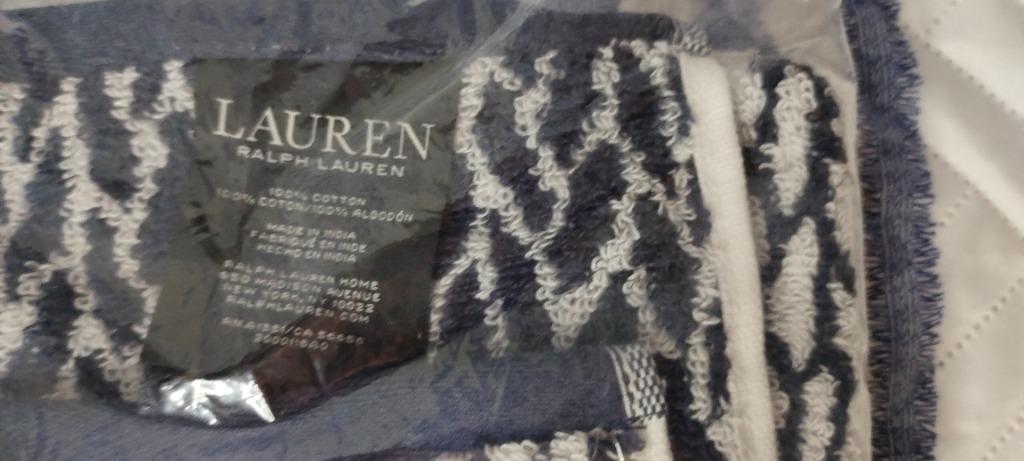 LAUREN
RALPH LAUREN
100% COTTON
100% COTON/100% ALGODÓN
MADE IN INDIA
FABRIQUÉ EN INDE
HECHO EN INDIA
RALPH LAUREN HOME
MADISON AVENUE
NEW YORK, NY 10022
RALPHLAUREN.COM